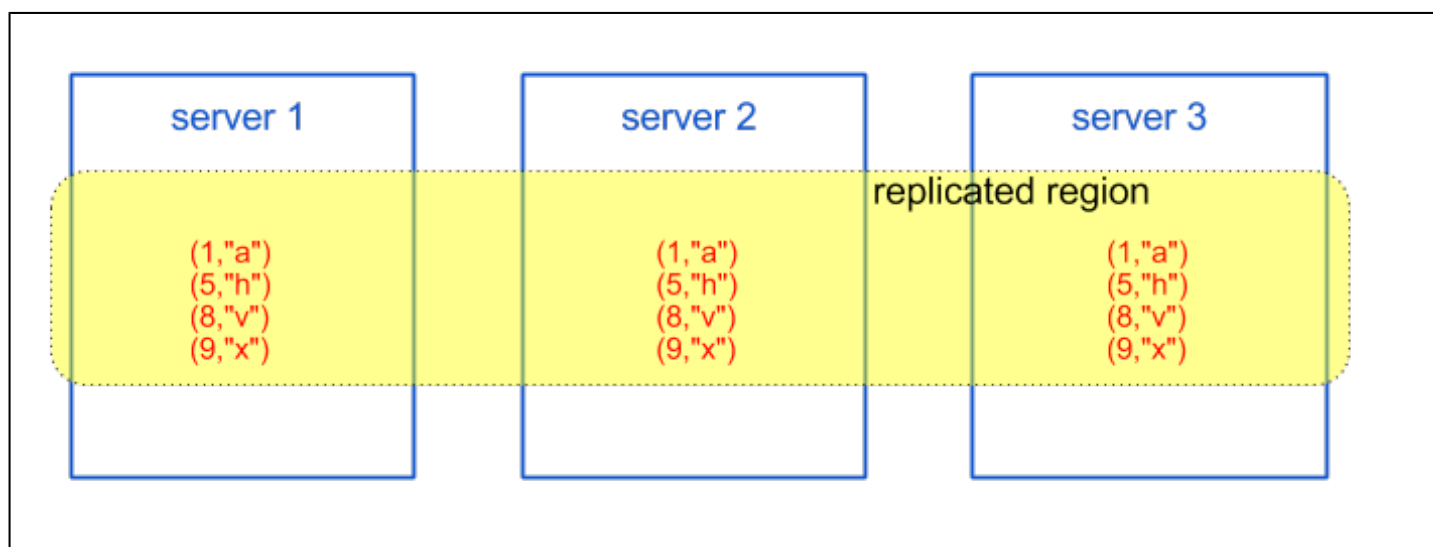 server 1
server 2
server 3
replicated region
(1,"a")
(5,"h")
(8,"v")
(9,"x")
(1,"a")
(5,"h")
(8,"v")
(9,"x")
(1,"a")
(5,"h")
(8,"v")
(9,"x")